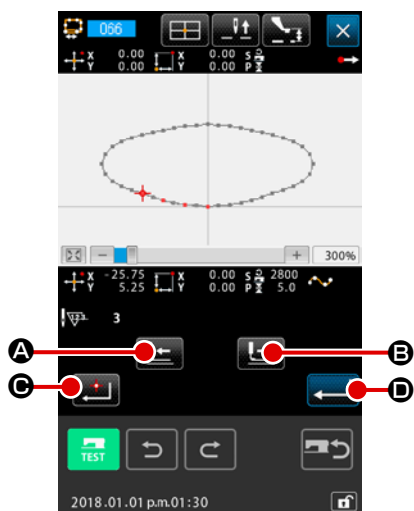 066
X 0.00 X 0.00 S
Y 0.00 Y 0.00 P
300%
X -25.75 X 0.00 S 2800
Y 5.25 Y 0.00 P 5.0
123 3
A B
C D
TEST
2018.01.01 p.m.01:30